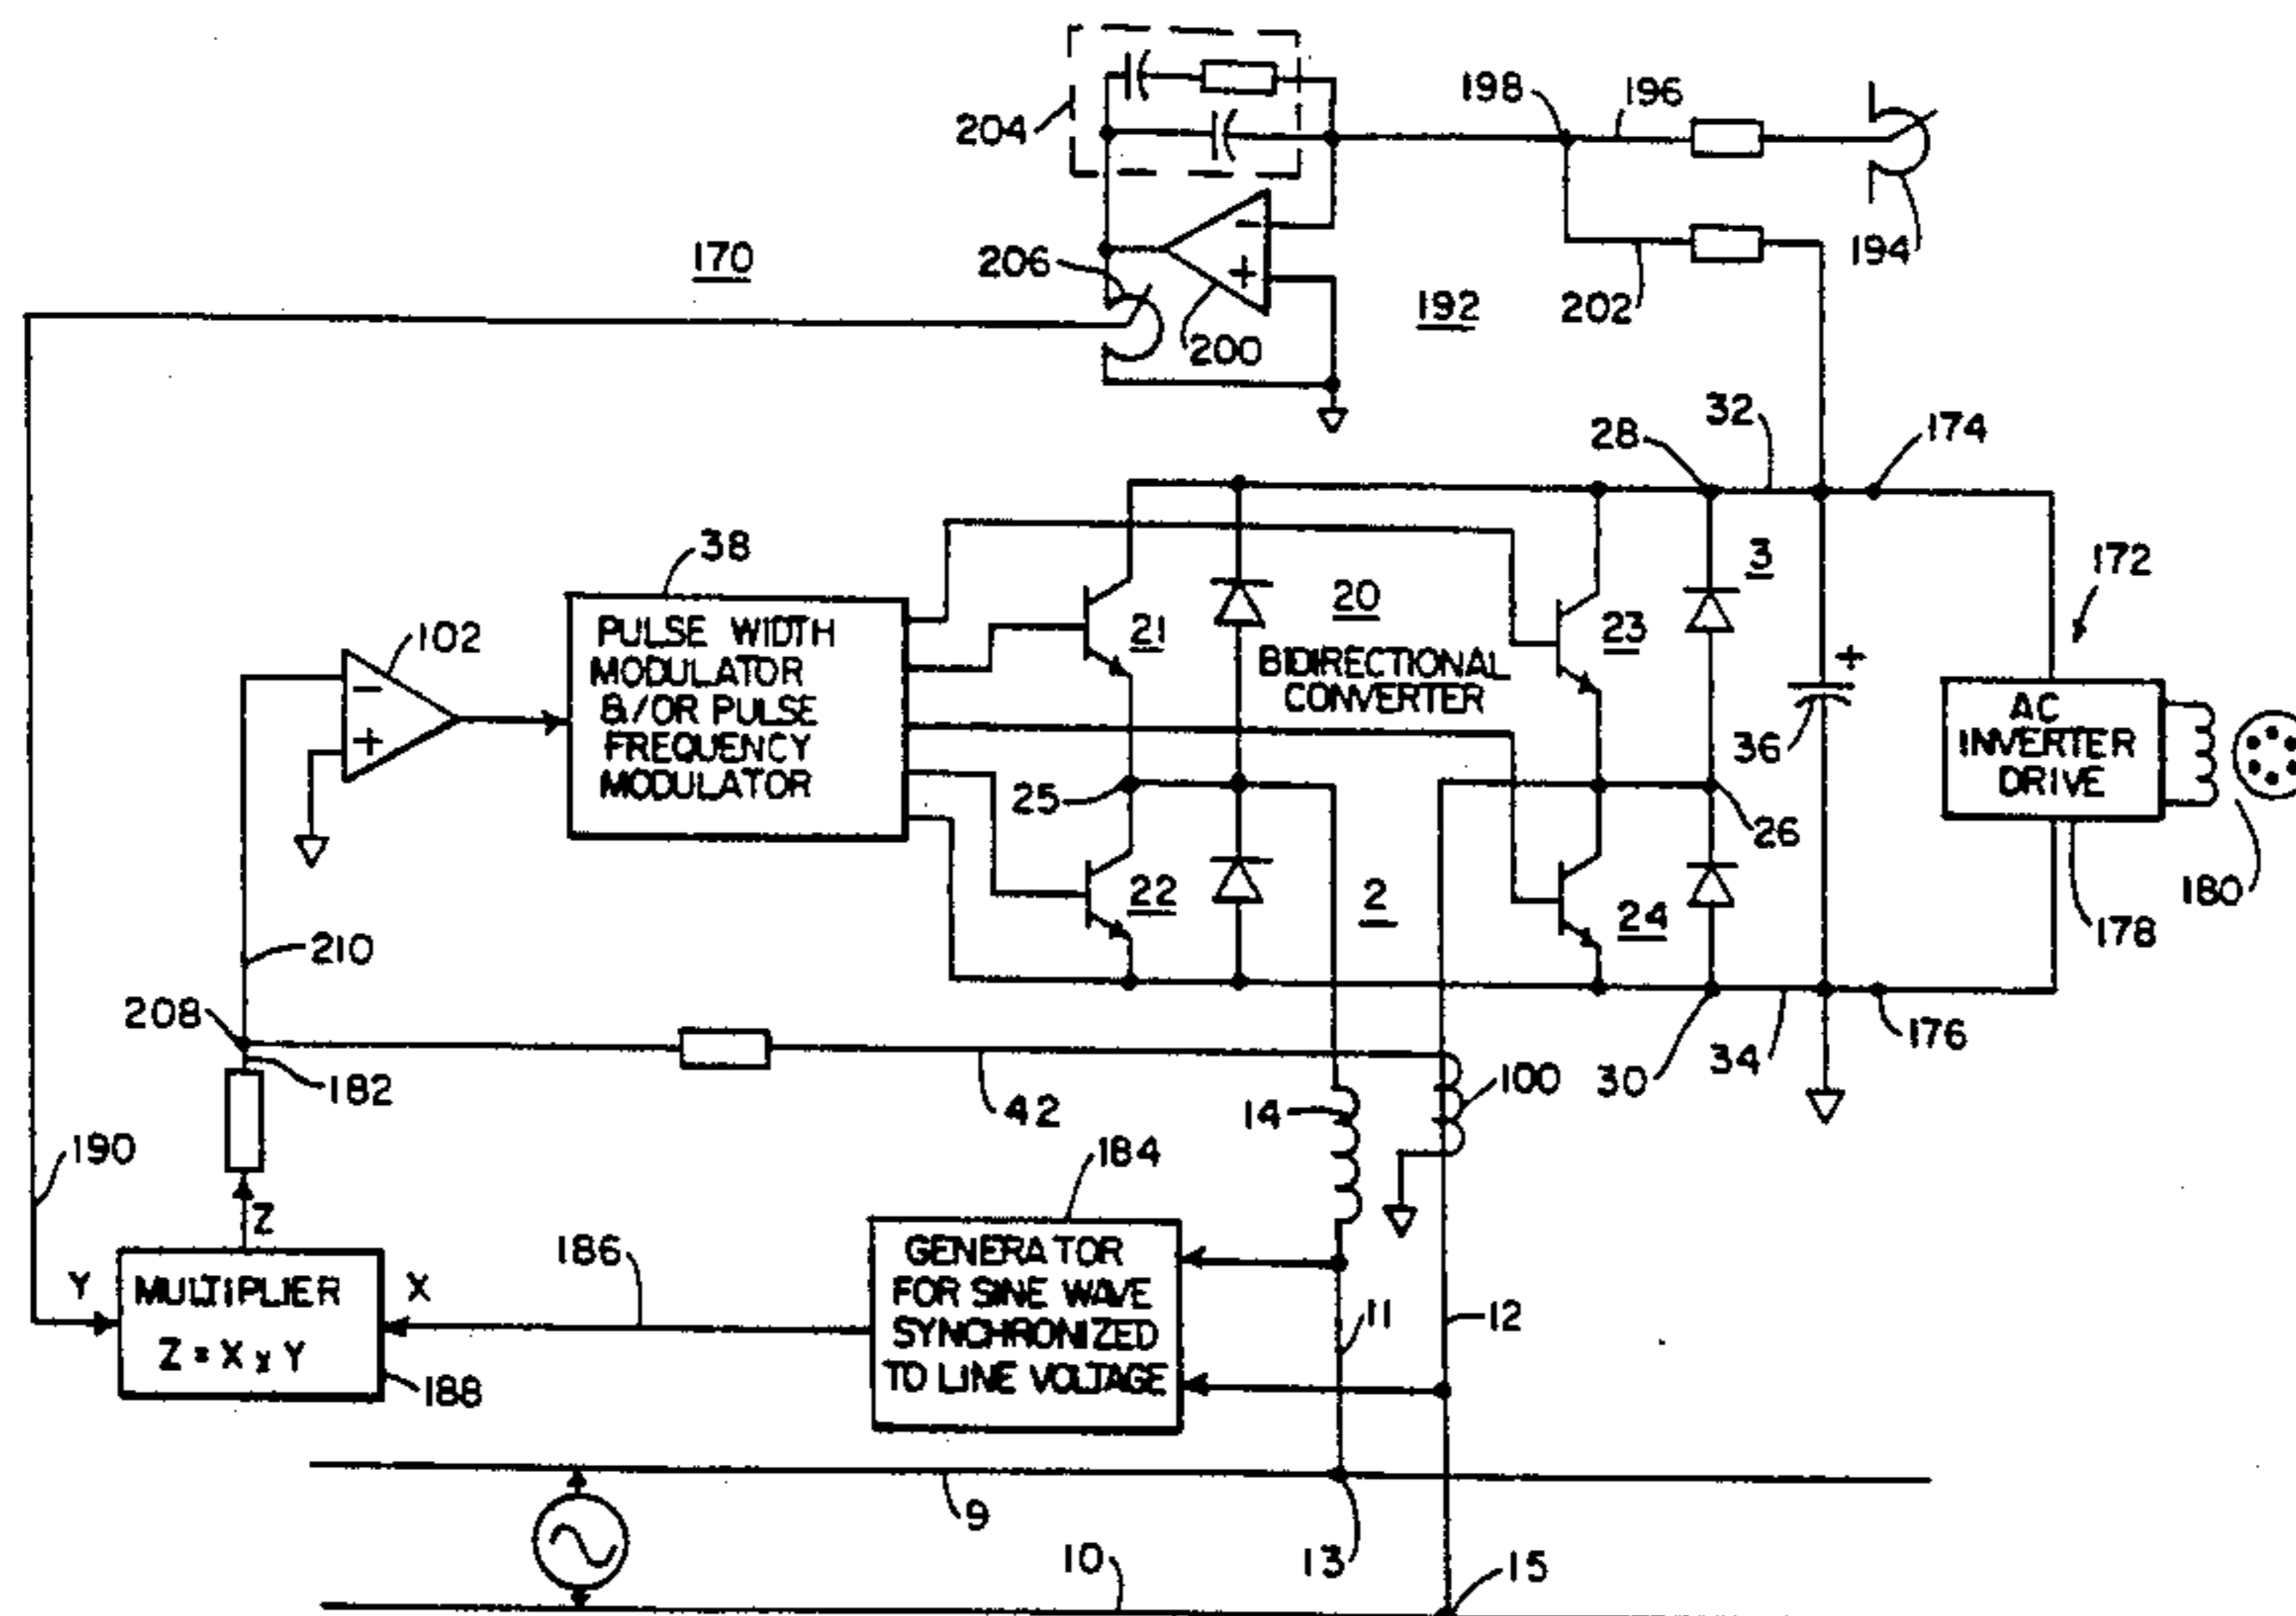 198
196
204
194
170
206
200
192
202
32
28
174
38
3
172
102
PULSE WIDTH
MODULATOR
&/OR PULSE
FREQUENCY
MODULATOR
-
+
-
+
21
20
BIDIRECTIONAL
CONVERTER
23
+
36
AC
INVERTER
DRIVE
25
26
22
2
24
180
178
210
208
182
42
14
100
30
34
176
190
184
Z
186
GENERATOR
FOR SINE WAVE
SYNCHRONIZED
TO LINE VOLTAGE
Y
MULTIPLIER
Z = X x Y
X
188
11
12
9
13
10
15